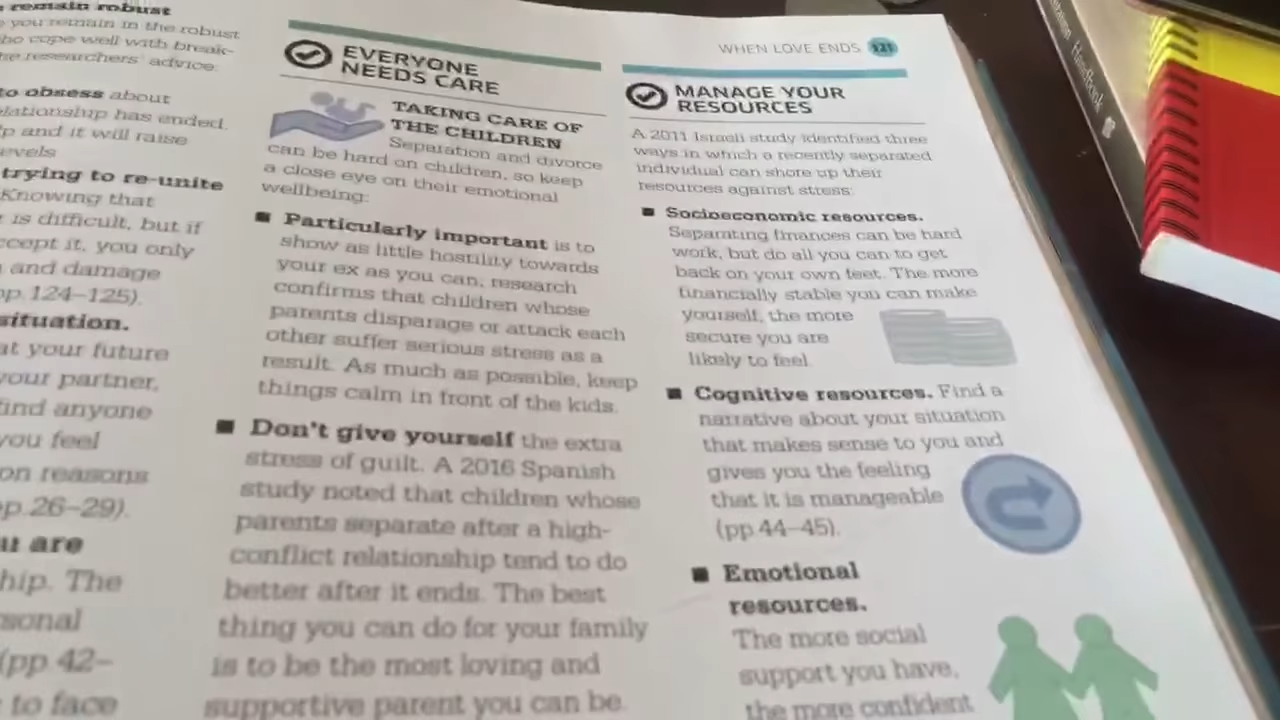 remain robust
you remain in the robust
who cope well with break-
the researchers' advice:
to obsess about
relationship has ended.
and it will raise
levels
trying to re-unite
Knowing that
is difficult, but if
accept it, you only
and damage
124–125).
situation.
at your future
your partner,
find anyone
you feel
on reasons
26–29).
you are
The
(pp 42–
to face
EVERYONE
NEEDS CARE
TAKING CARE OF
THE CHILDREN
Separation and divorce
can be hard on children, so keep
a close eye on their emotional
wellbeing:
■ Particularly important is to
show as little hostility towards
your ex as you can, research
confirms that children whose
parents disparage or attack each
other suffer serious stress as a
result. As much as possible, keep
things calm in front of the kids.
■ Don't give yourself the extra
stress of guilt. A 2016 Spanish
study noted that children whose
parents separate after a high-
conflict relationship tend to do
better after it ends. The best
thing you can do for your family
is to be the most loving and
supportive parent you can be.
WHEN LOVE ENDS 121
MANAGE YOUR
RESOURCES
A 2011 Israeli study identified three
ways in which a recently separated
individual can shore up their
resources against stress:
■ Socioeconomic resources.
Separating finances can be hard
work, but do all you can to get
back on your own feet. The more
financially stable you can make
yourself, the more
secure you are
likely to feel.
■ Cognitive resources. Find a
narrative about your situation
that makes sense to you and
gives you the feeling
that it is manageable
(pp 44–45).
■ Emotional
resources.
The more social
support you have,
the more confident
Handbook